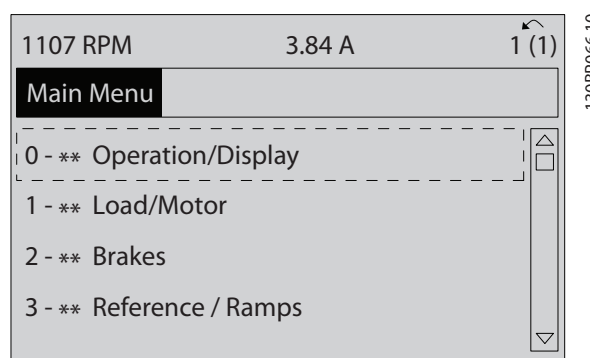 1107 RPM 3.84 A 1 (1)
Main Menu
0 - ** Operation/Display
1 - ** Load/Motor
2 - ** Brakes
3 - ** Reference / Ramps